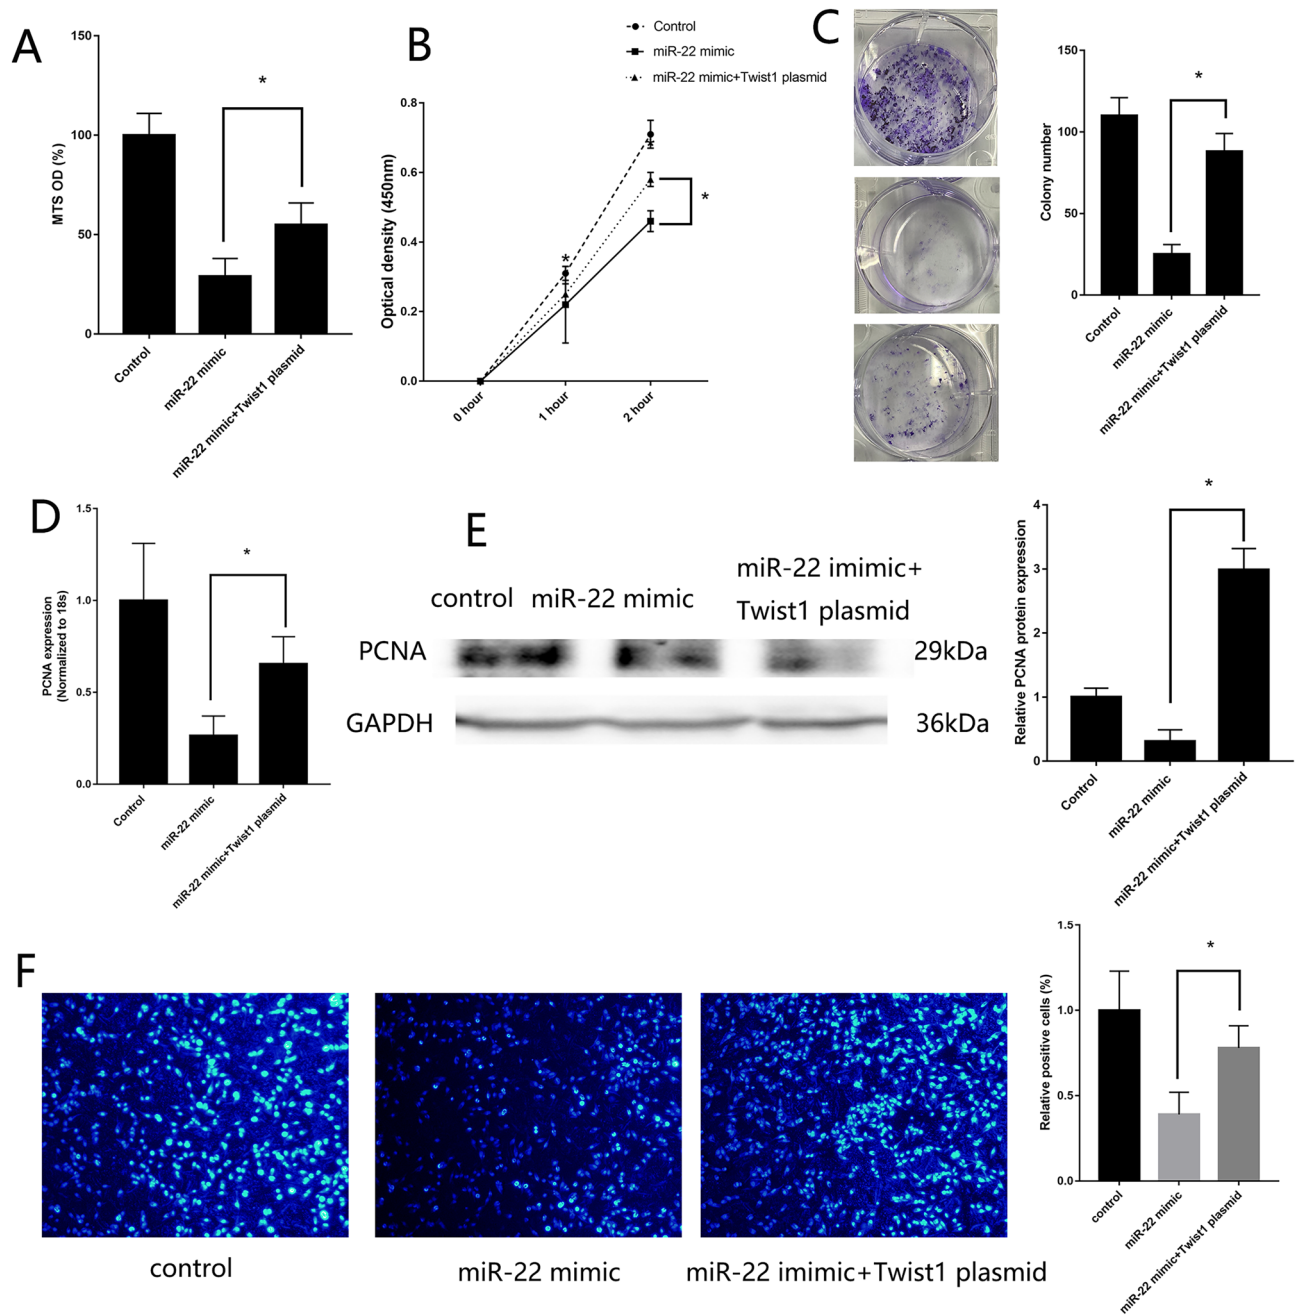 A
150
100
50
0
MTS OD (%)
*
Control
miR-22 mimic
miR-22 mimic+Twist1 plasmid
B
Control
miR-22 mimic
miR-22 mimic+Twist1 plasmid
0.8
0.6
0.4
0.2
0.0
Optical density (450nm)
*
*
*
0 hour
1 hour
2 hour
C
150
100
50
0
Colony number
*
Control
miR-22 mimic
miR-22 mimic+Twist1 plasmid
D
1.5
1.0
0.5
0.0
PCNA expression
(Normalized to 18s)
*
Control
miR-22 mimic
miR-22 mimic+Twist1 plasmid
E
control
miR-22 mimic
miR-22 imimic+
Twist1 plasmid
PCNA
29kDa
GAPDH
36kDa
4
3
2
1
0
Relative PCNA protein expression
*
Control
miR-22 mimic
miR-22 mimic+Twist1 plasmid
F
control
miR-22 mimic
miR-22 imimic+Twist1 plasmid
1.5
1.0
0.5
0.0
Relative positive cells (%)
*
control
miR-22 mimic
miR-22 mimic+Twist1 plasmid